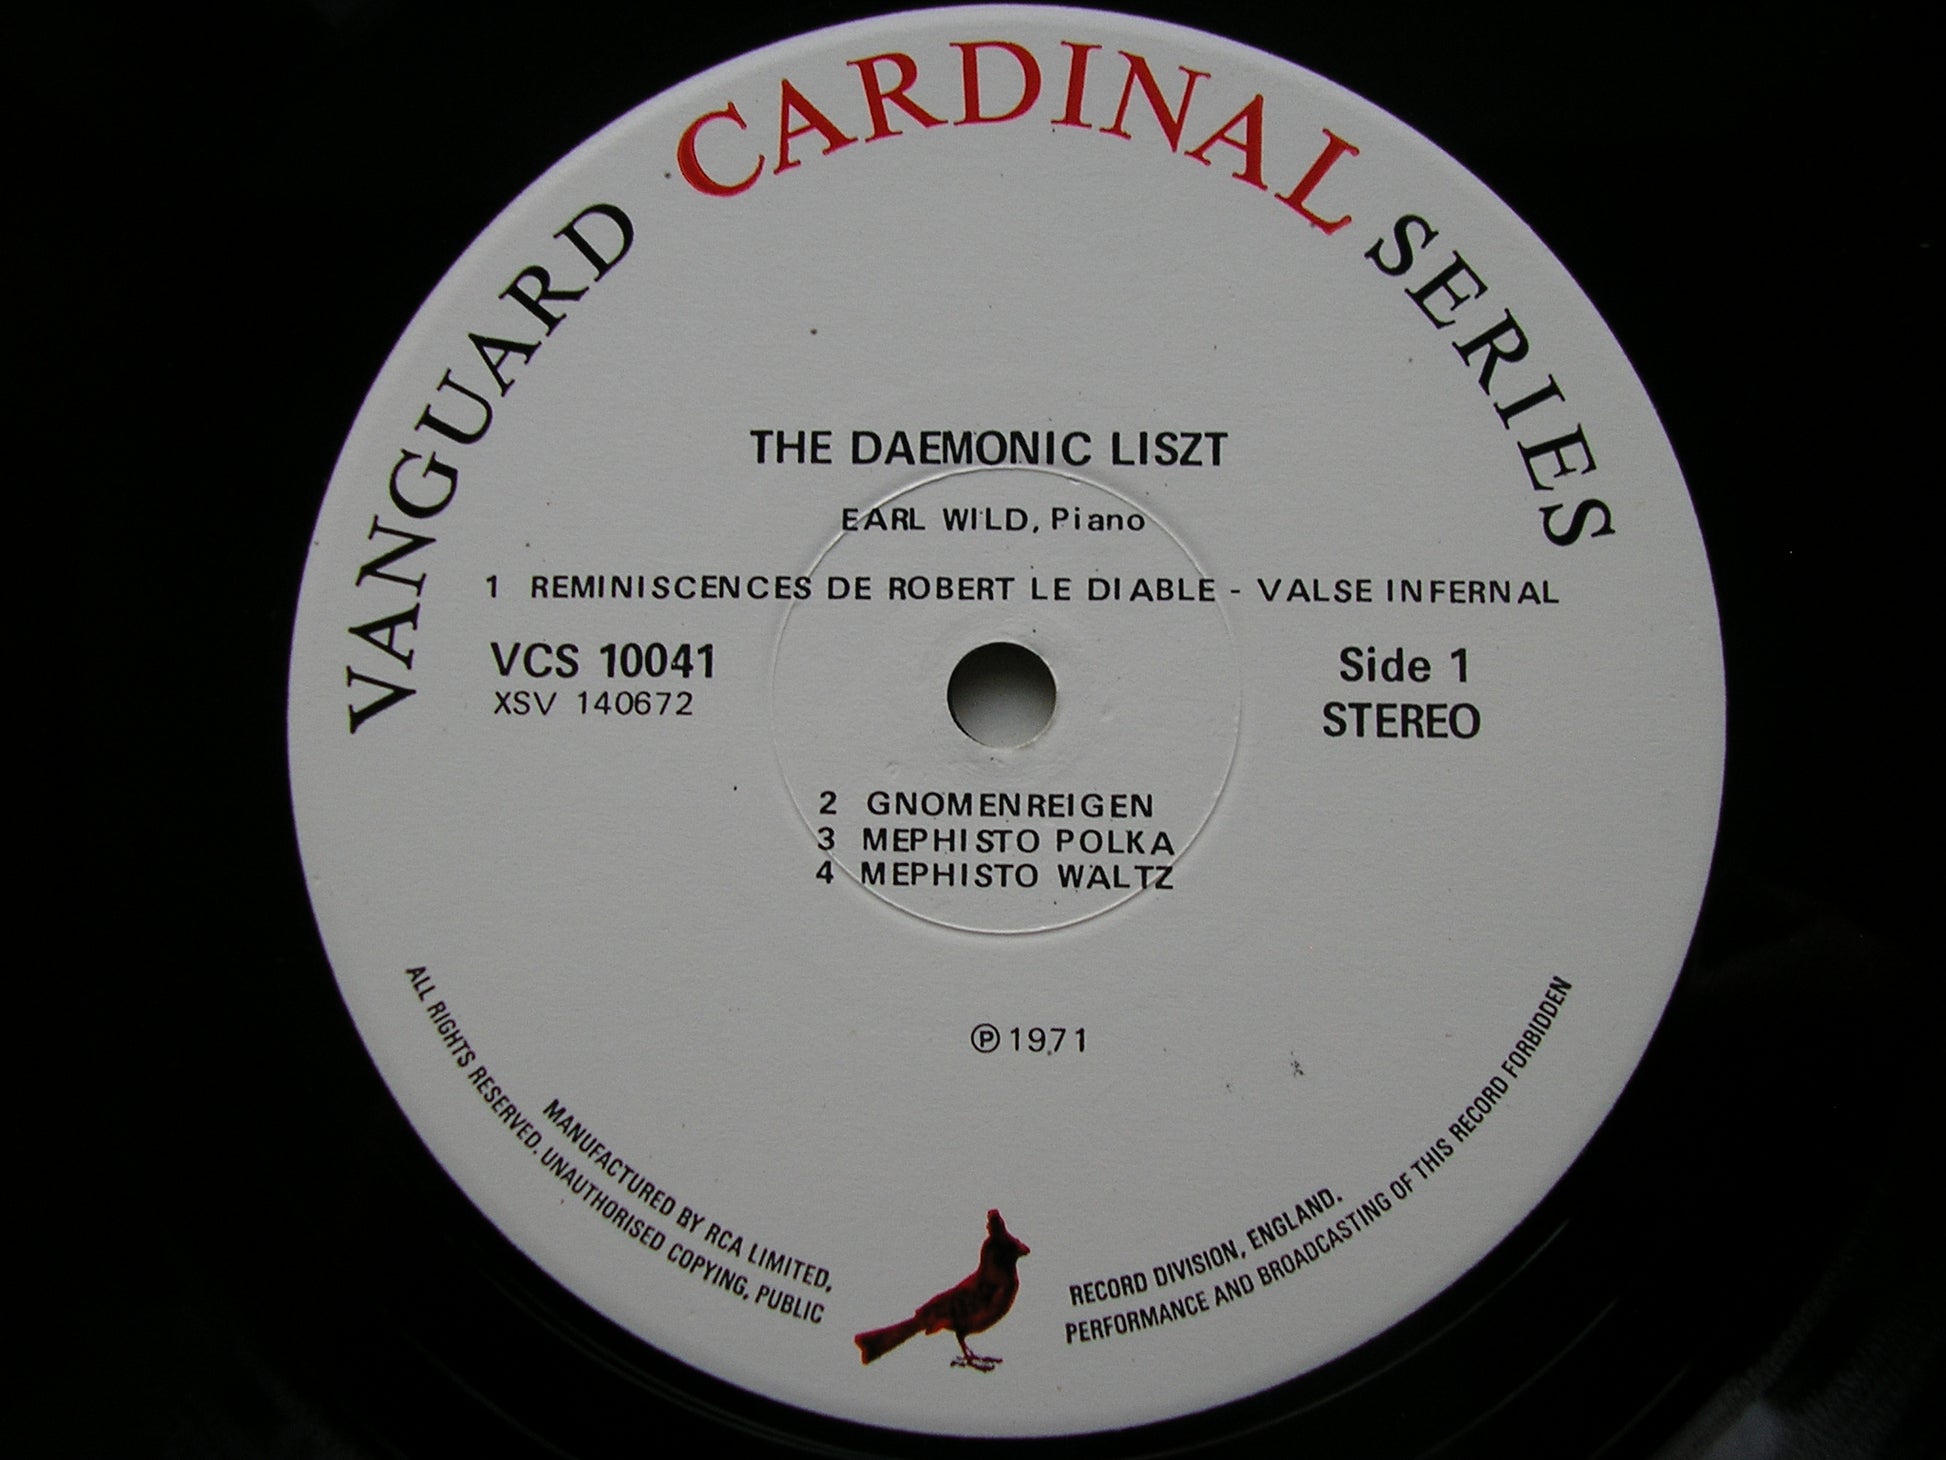 VANGUARD CARDINAL SERIES
THE DAEMONIC LISZT
EARL WILD, Piano
1 REMINISCENCES DE ROBERT LE DIABLE - VALSE INFERNAL
VCS 10041
XSV 140672
Side 1
STEREO
2 GNOMENREIGEN
3 MEPHISTO POLKA
4 MEPHISTO WALTZ
℗ 1971
MANUFACTURED BY RCA LIMITED, RECORD DIVISION, ENGLAND.
ALL RIGHTS RESERVED. UNAUTHORISED COPYING, PUBLIC PERFORMANCE AND BROADCASTING OF THIS RECORD FORBIDDEN